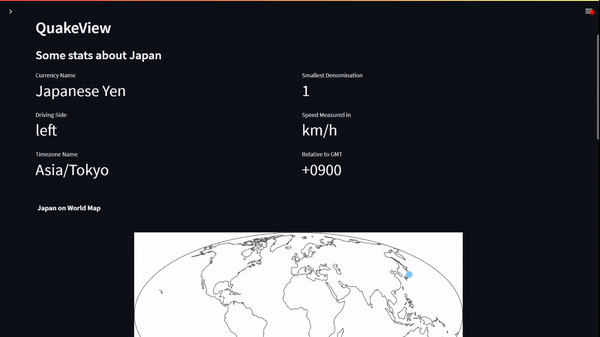 QuakeView
Some stats about Japan
Currency Name
Smallest Denomination
Japanese Yen
1
Driving Side
Speed Measured in
left
km/h
Timezone Name
Relative to GMT
Asia/Tokyo
+0900
Japan on World Map